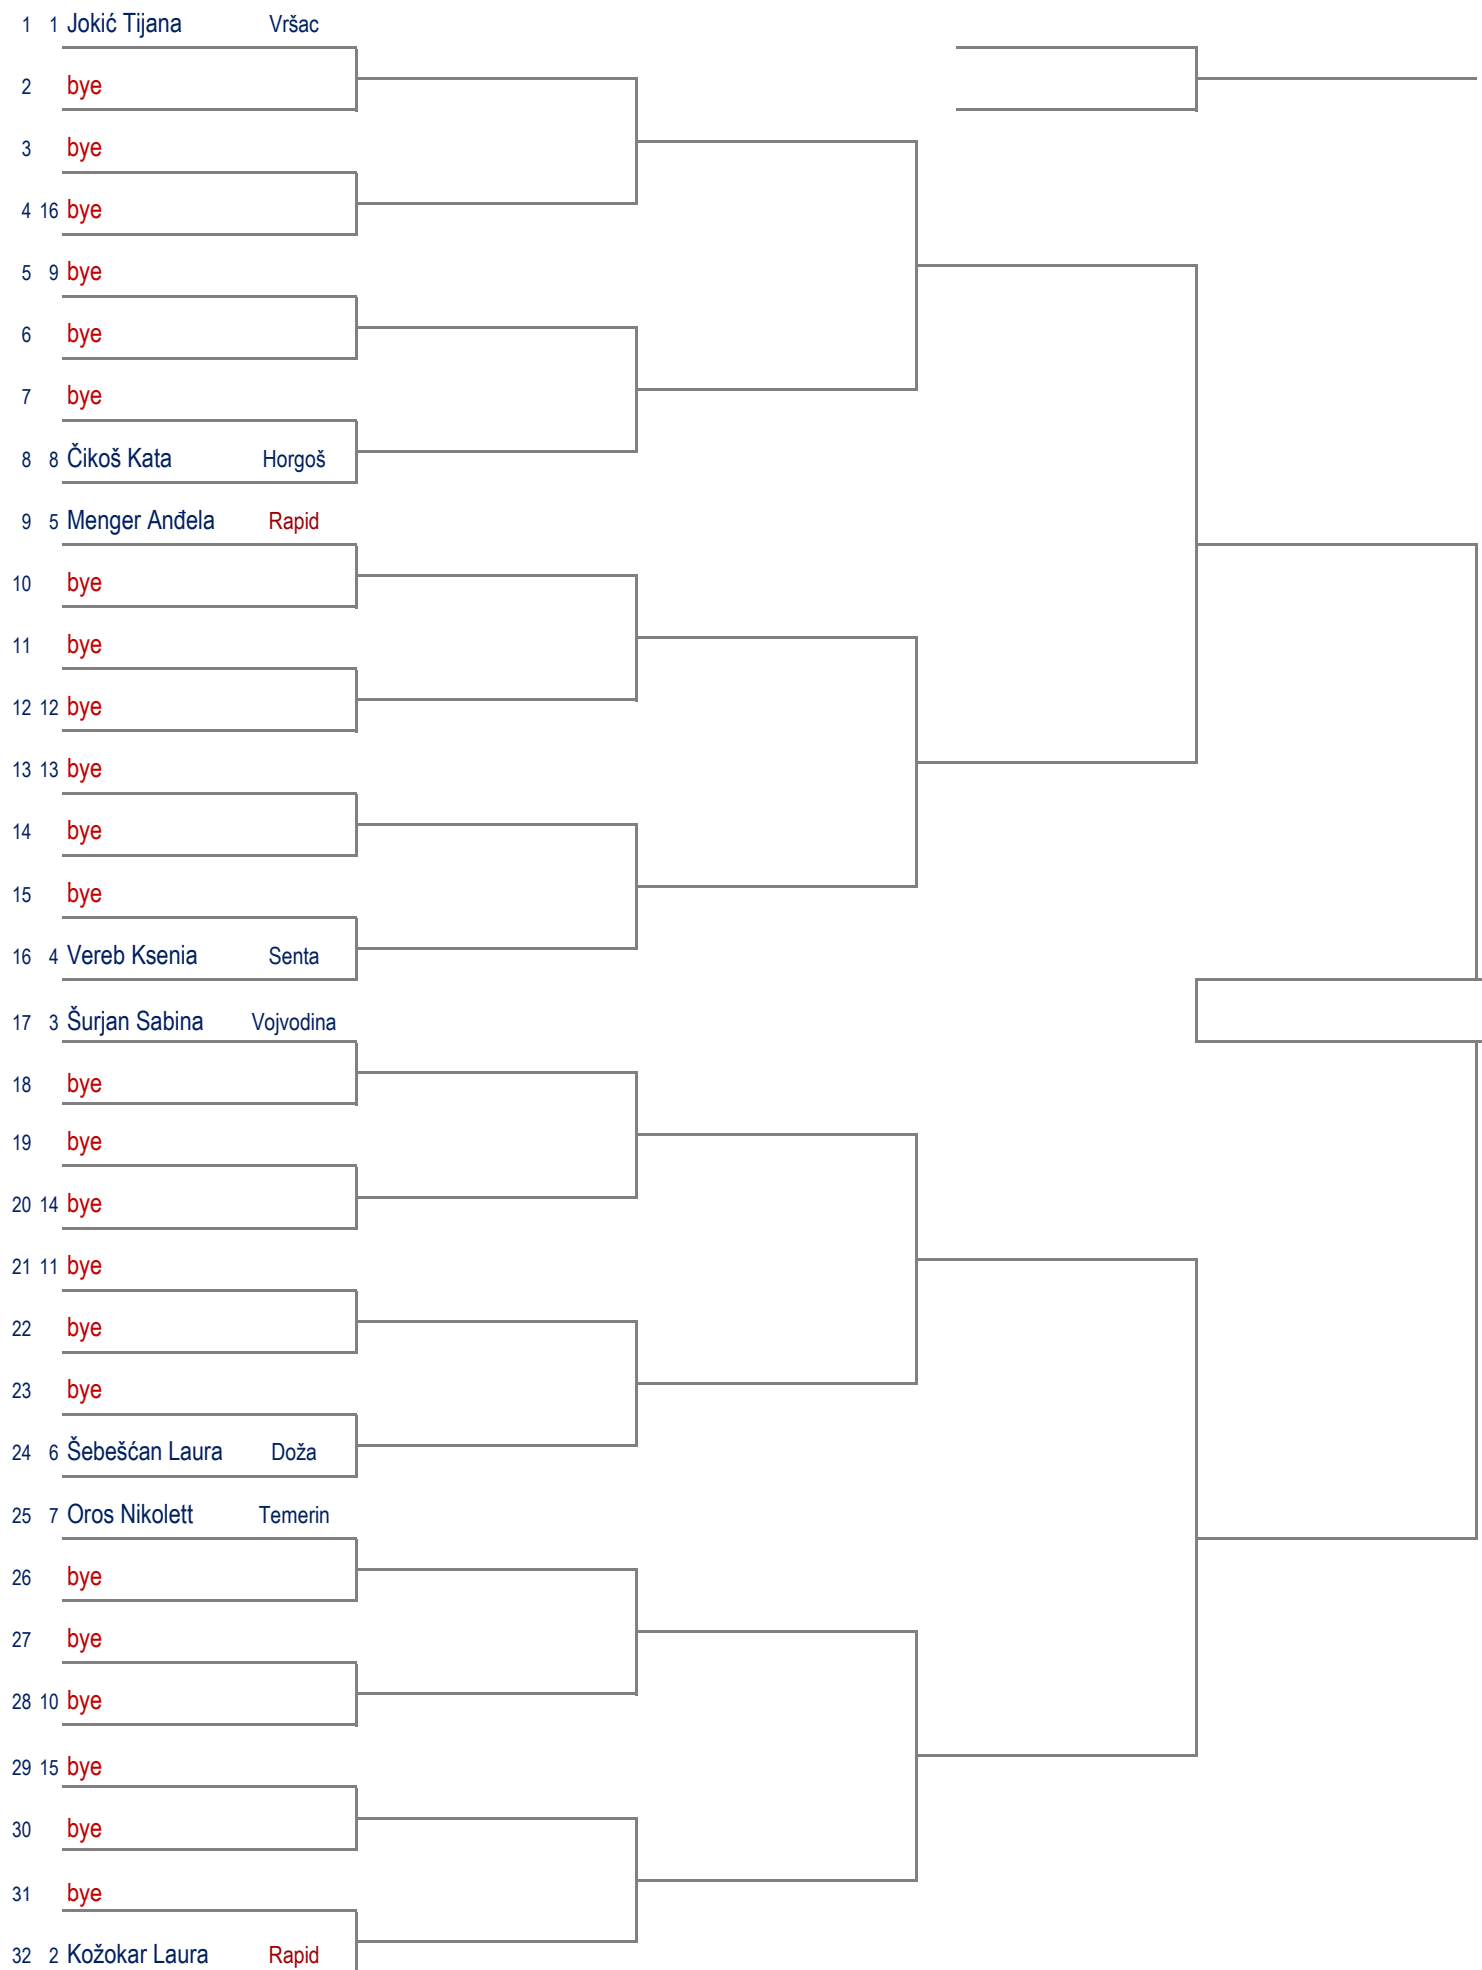 1 1 Jokić Tijana Vršac
2 bye
3 bye
4 16 bye
5 9 bye
6 bye
7 bye
8 8 Čikoš Kata Horgoš
9 5 Menger Anđela Rapid
10 bye
11 bye
12 12 bye
13 13 bye
14 bye
15 bye
16 4 Vereb Ksenia Senta
17 3 Šurjan Sabina Vojvodina
18 bye
19 bye
20 14 bye
21 11 bye
22 bye
23 bye
24 6 Šebešćan Laura Doža
25 7 Oros Nikolett Temerin
26 bye
27 bye
28 10 bye
29 15 bye
30 bye
31 bye
32 2 Kožokar Laura Rapid